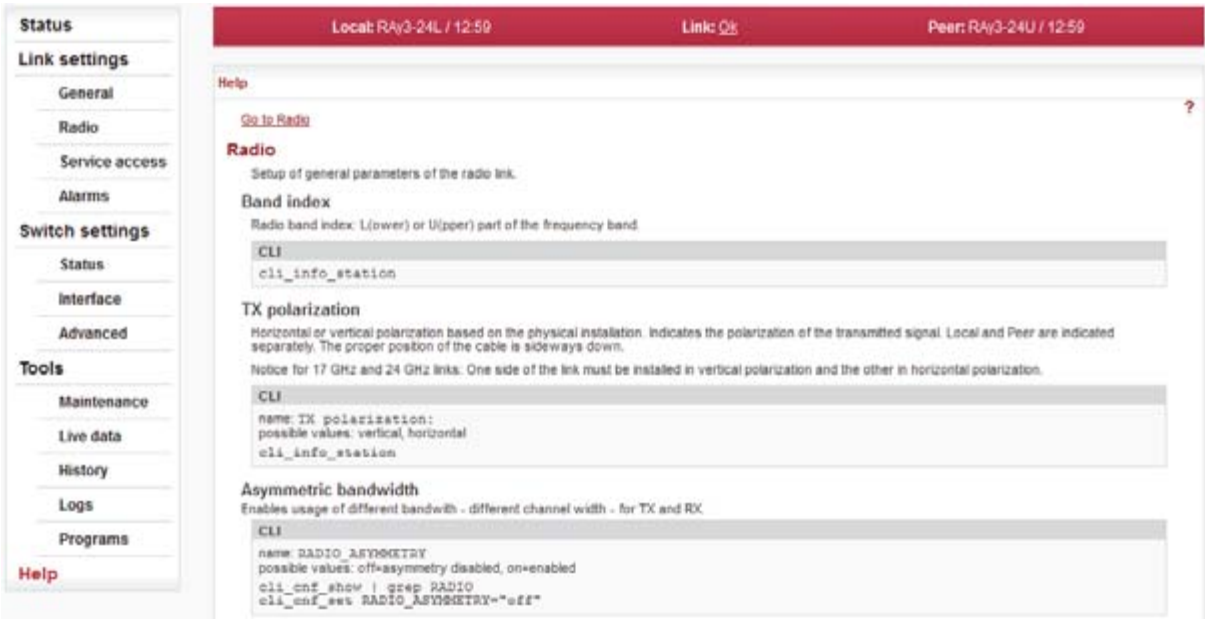 Status
Link settings
General
Radio
Service access
Alarms
Switch settings
Status
Interface
Advanced
Tools
Maintenance
Live data
History
Logs
Programs
Help
Local: RAy3-24L / 12:59 Link: Ok Peer: RAy3-24U / 12:59
Help
?
Go to Radio
Radio
Setup of general parameters of the radio link.
Band index
Radio band index: L(ower) or U(pper) part of the frequency band.
CLI
cli_info_station
TX polarization
Horizontal or vertical polarization based on the physical installation. Indicates the polarization of the transmitted signal. Local and Peer are indicated
separately. The proper position of the cable is sideways down.
Notice for 17 GHz and 24 GHz links: One side of the link must be installed in vertical polarization and the other in horizontal polarization.
CLI
name: TX polarization:
possible values: vertical, horizontal
cli_info_station
Asymmetric bandwidth
Enables usage of different bandwith - different channel width - for TX and RX.
CLI
name: RADIO_ASYMMETRY
possible values: off=asymmetry disabled, on=enabled
cli_cnf_show | grep RADIO
cli_cnf_set RADIO_ASYMMETRY="off"